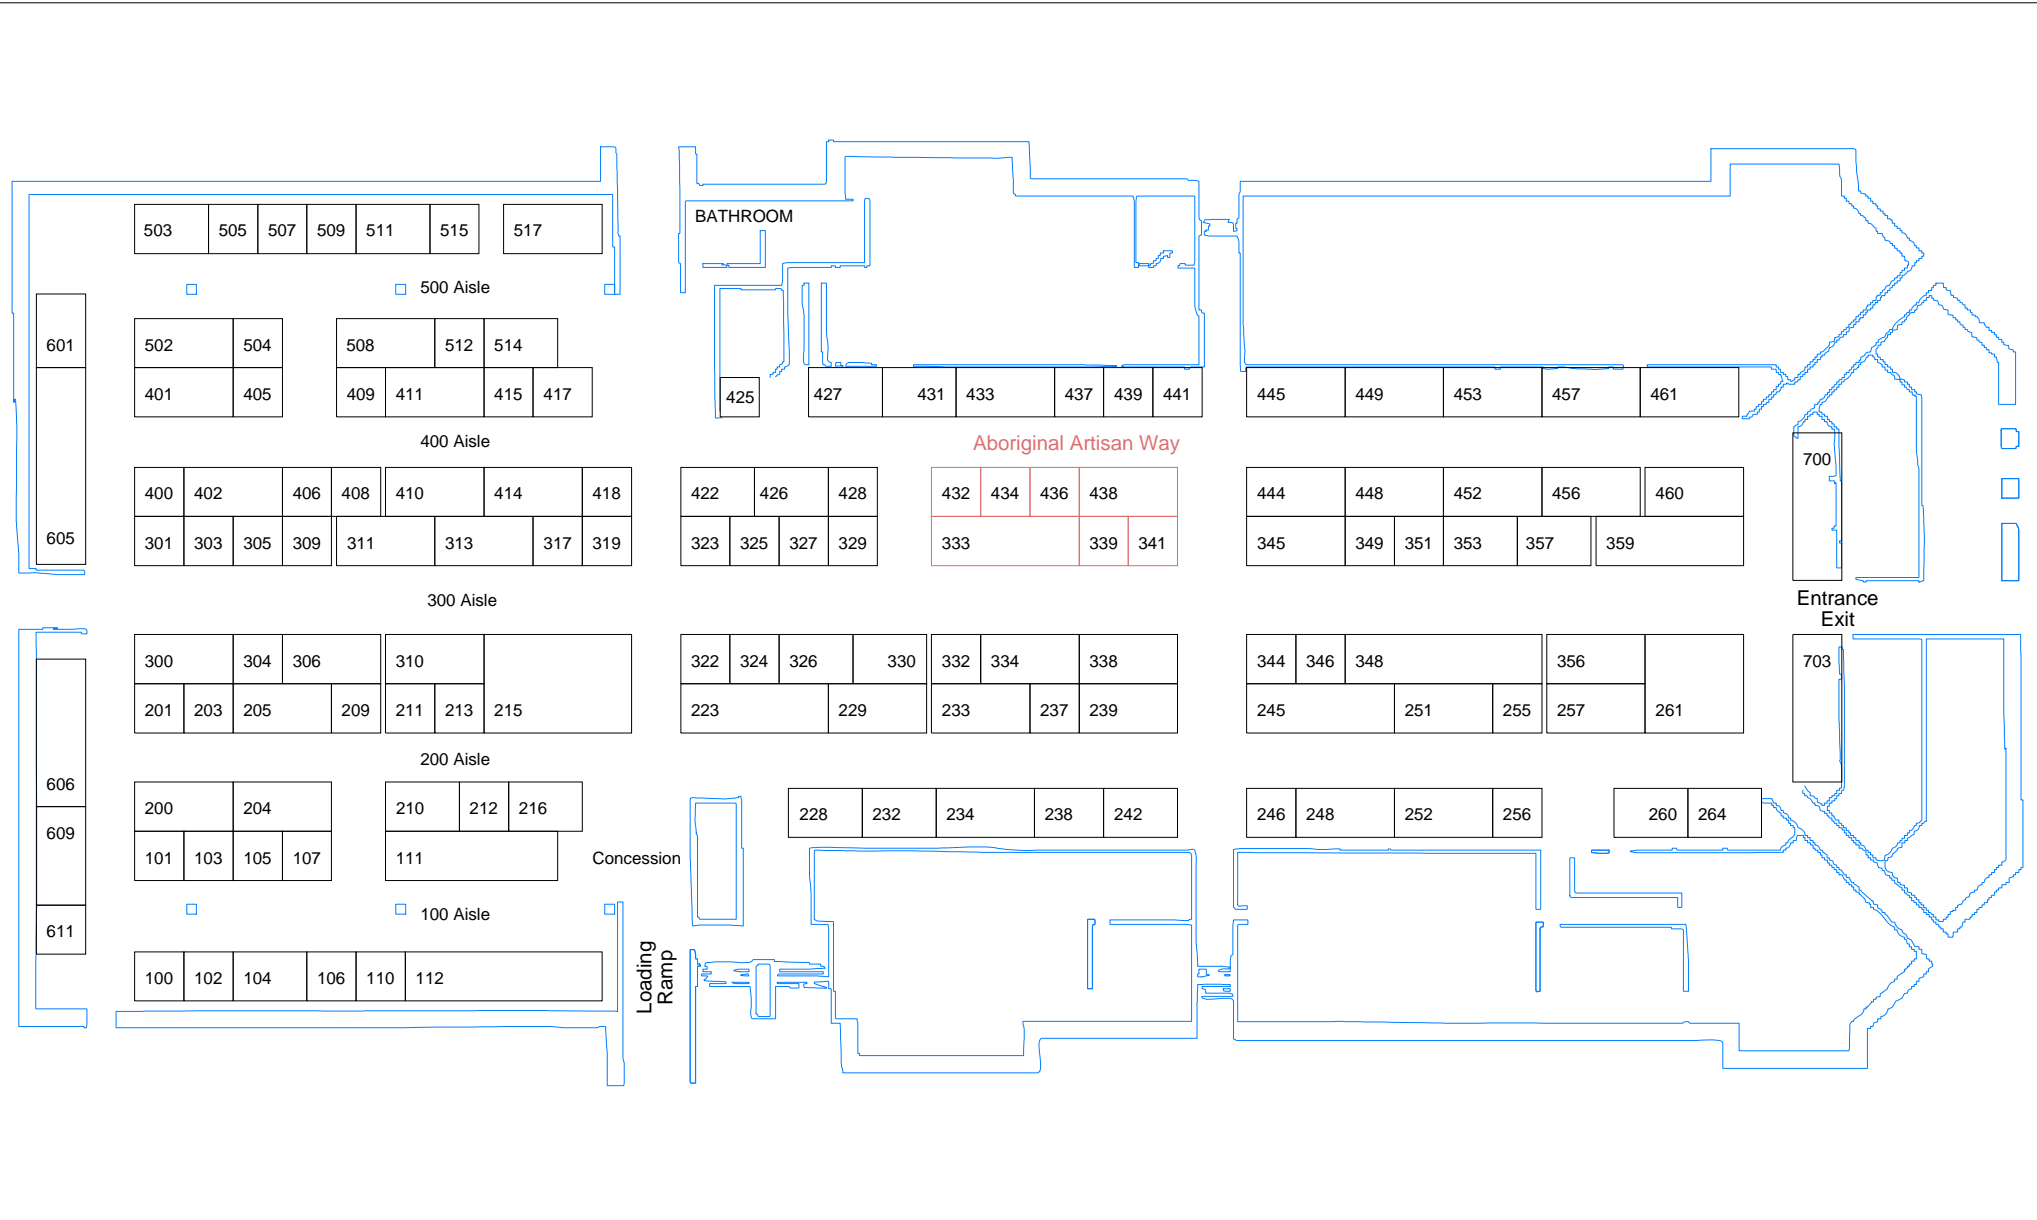 BATHROOM
503 505 507 509 511 515 517
500 Aisle
601 502 504 508 512 514
401 405 409 411 415 417 425 427 431 433 437 439 441 445 449 453 457 461
400 Aisle
Aboriginal Artisan Way
700
400 402 406 408 410 414 418 422 426 428 432 434 436 438 444 448 452 456 460
605 301 303 305 309 311 313 317 319 323 325 327 329 333 339 341 345 349 351 353 357 359
300 Aisle
Entrance
Exit
300 304 306 310 322 324 326 330 332 334 338 344 346 348 356 703
201 203 205 209 211 213 215 223 229 233 237 239 245 251 255 257 261
200 Aisle
606
200 204 210 212 216 228 232 234 238 242 246 248 252 256 260 264
609
101 103 105 107 111
Concession
100 Aisle
611
100 102 104 106 110 112
Loading
Ramp